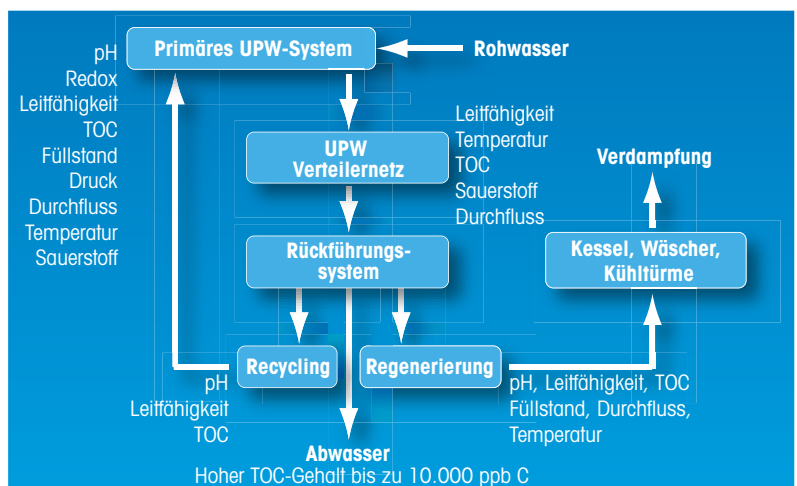 Primäres UPW-System
Rohwasser
pH
Redox
Leitfähigkeit
TOC
Füllstand
Druck
Durchfluss
Temperatur
Sauerstoff
UPW
Verteilernetz
Leitfähigkeit
Temperatur
TOC
Sauerstoff
Durchfluss
Verdampfung
Rückführungs-
system
Kessel, Wäscher,
Kühltürme
Recycling
Regenerierung
pH
Leitfähigkeit
TOC
pH, Leitfähigkeit, TOC
Füllstand, Durchfluss,
Temperatur
Abwasser
Hoher TOC-Gehalt bis zu 10.000 ppb C